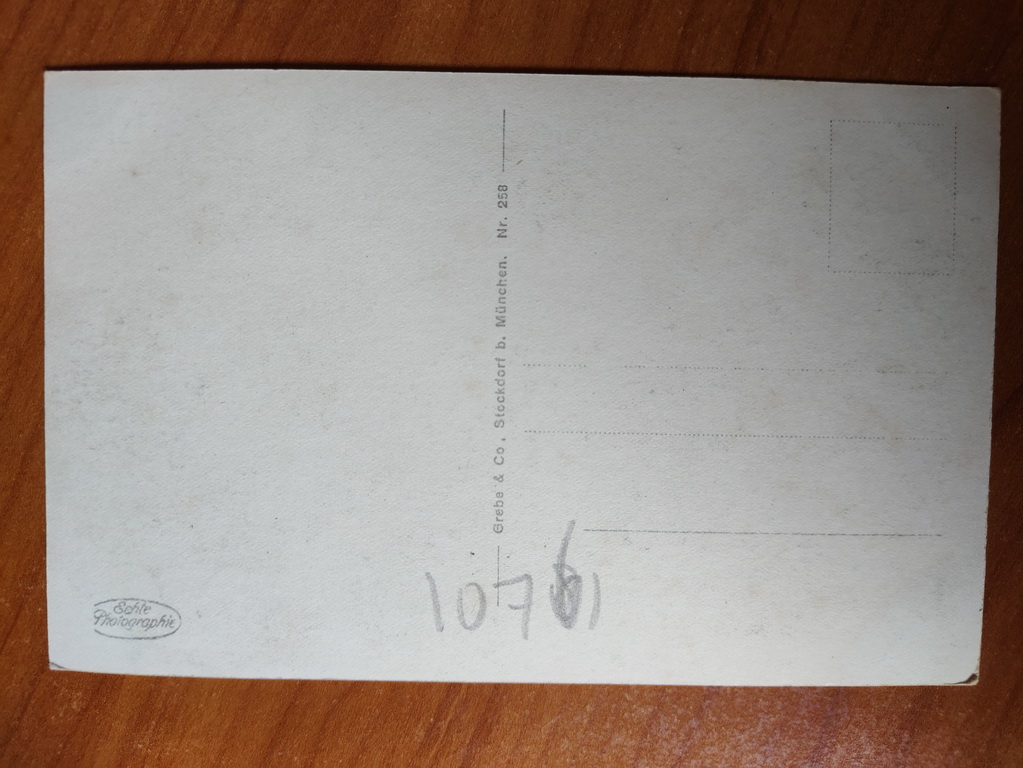 Grebe & Co., Stockdorf b. München. Nr. 258
Echte
Photographie